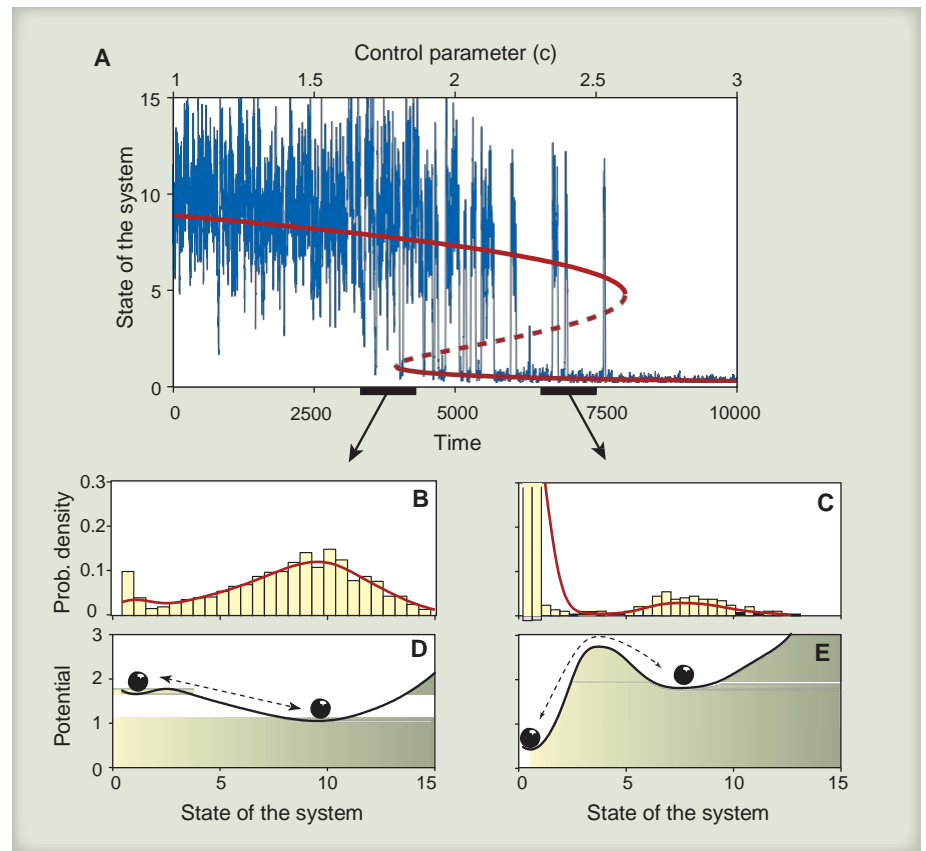 A
Control parameter (c)
1 1.5 2 2.5 3
15
10
5
0
State of the system
0 2500 5000 7500 10000
Time
B
0.3
0.2
0.1
0
Prob. density
C
D
3
2
1
0
Potential
0 5 10 15
State of the system
E
0 5 10 15
State of the system